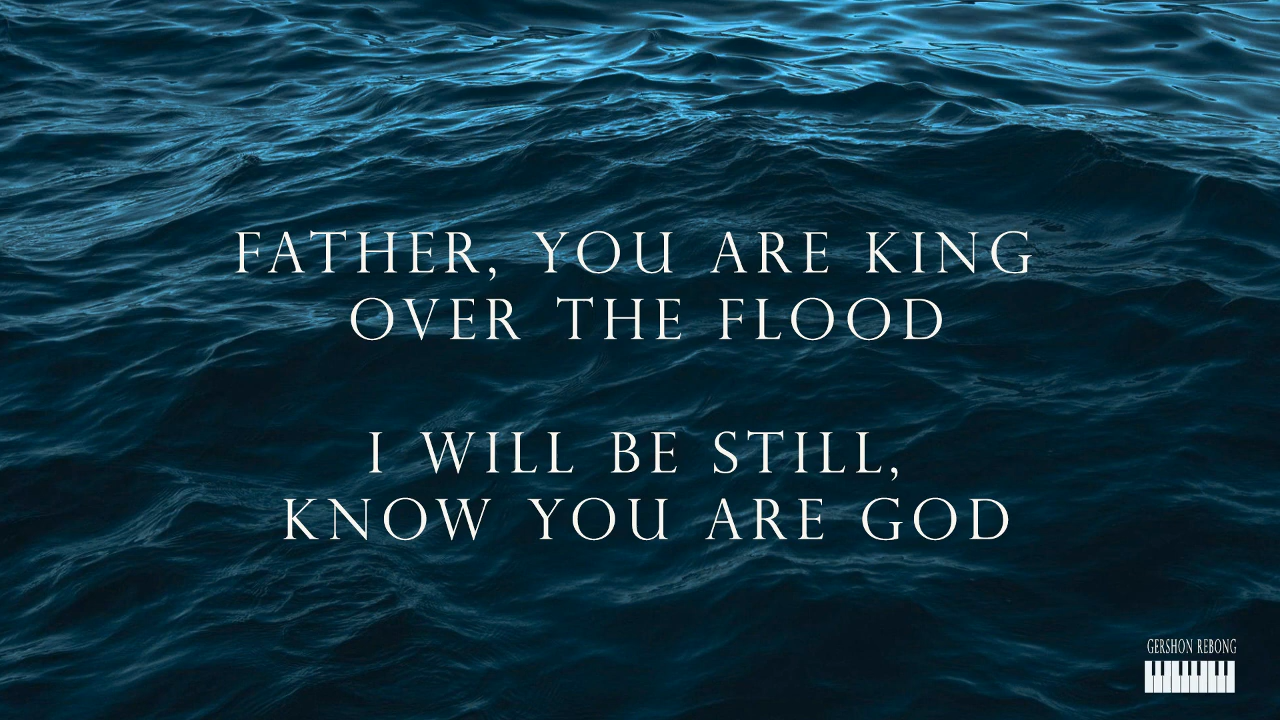 FATHER, YOU ARE KING
OVER THE FLOOD
I WILL BE STILL,
KNOW YOU ARE GOD
GERSHON REBONG